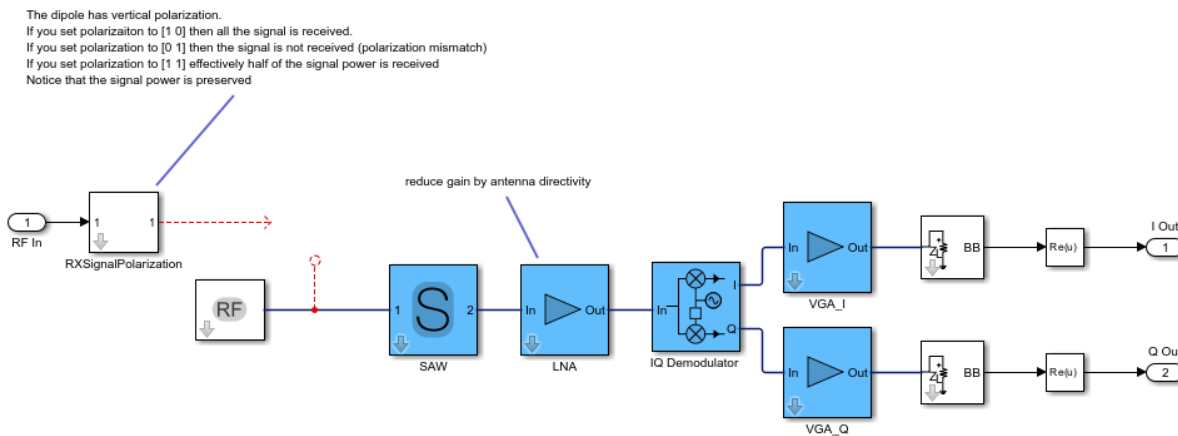 The dipole has vertical polarization.
If you set polarizaiton to [1 0] then all the signal is received.
If you set polarization to [0 1] then the signal is not received (polarization mismatch)
If you set polarization to [1 1] effectively half of the signal power is received
Notice that the signal power is preserved
reduce gain by antenna directivity
1
RF In
1 1
RXSignalPolarization
RF
1 S 2
SAW
In Out
LNA
In I Q
IQ Demodulator
In Out
VGA_I
BB
Re(u)
I Out
1
In Out
VGA_Q
BB
Re(u)
Q Ou
2